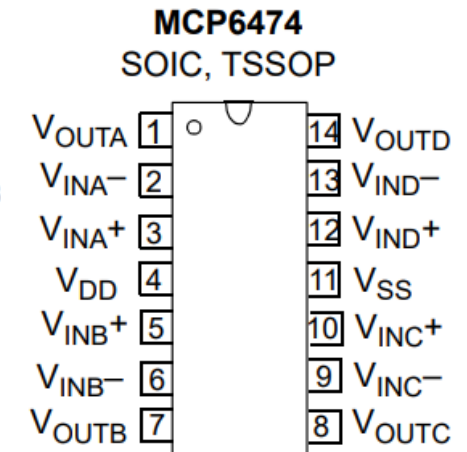 MCP6474
SOIC, TSSOP
VOUTA 1 14 VOUTD
VINA– 2 13 VIND–
VINA+ 3 12 VIND+
VDD 4 11 VSS
VINB+ 5 10 VINC+
VINB– 6 9 VINC–
VOUTB 7 8 VOUTC